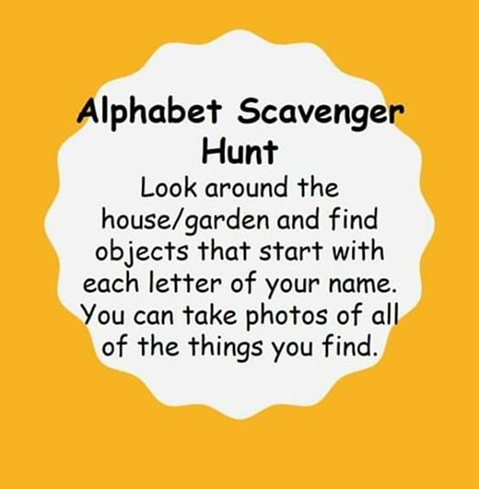 Alphabet Scavenger
Hunt
Look around the
house/garden and find
objects that start with
each letter of your name.
You can take photos of all
of the things you find.